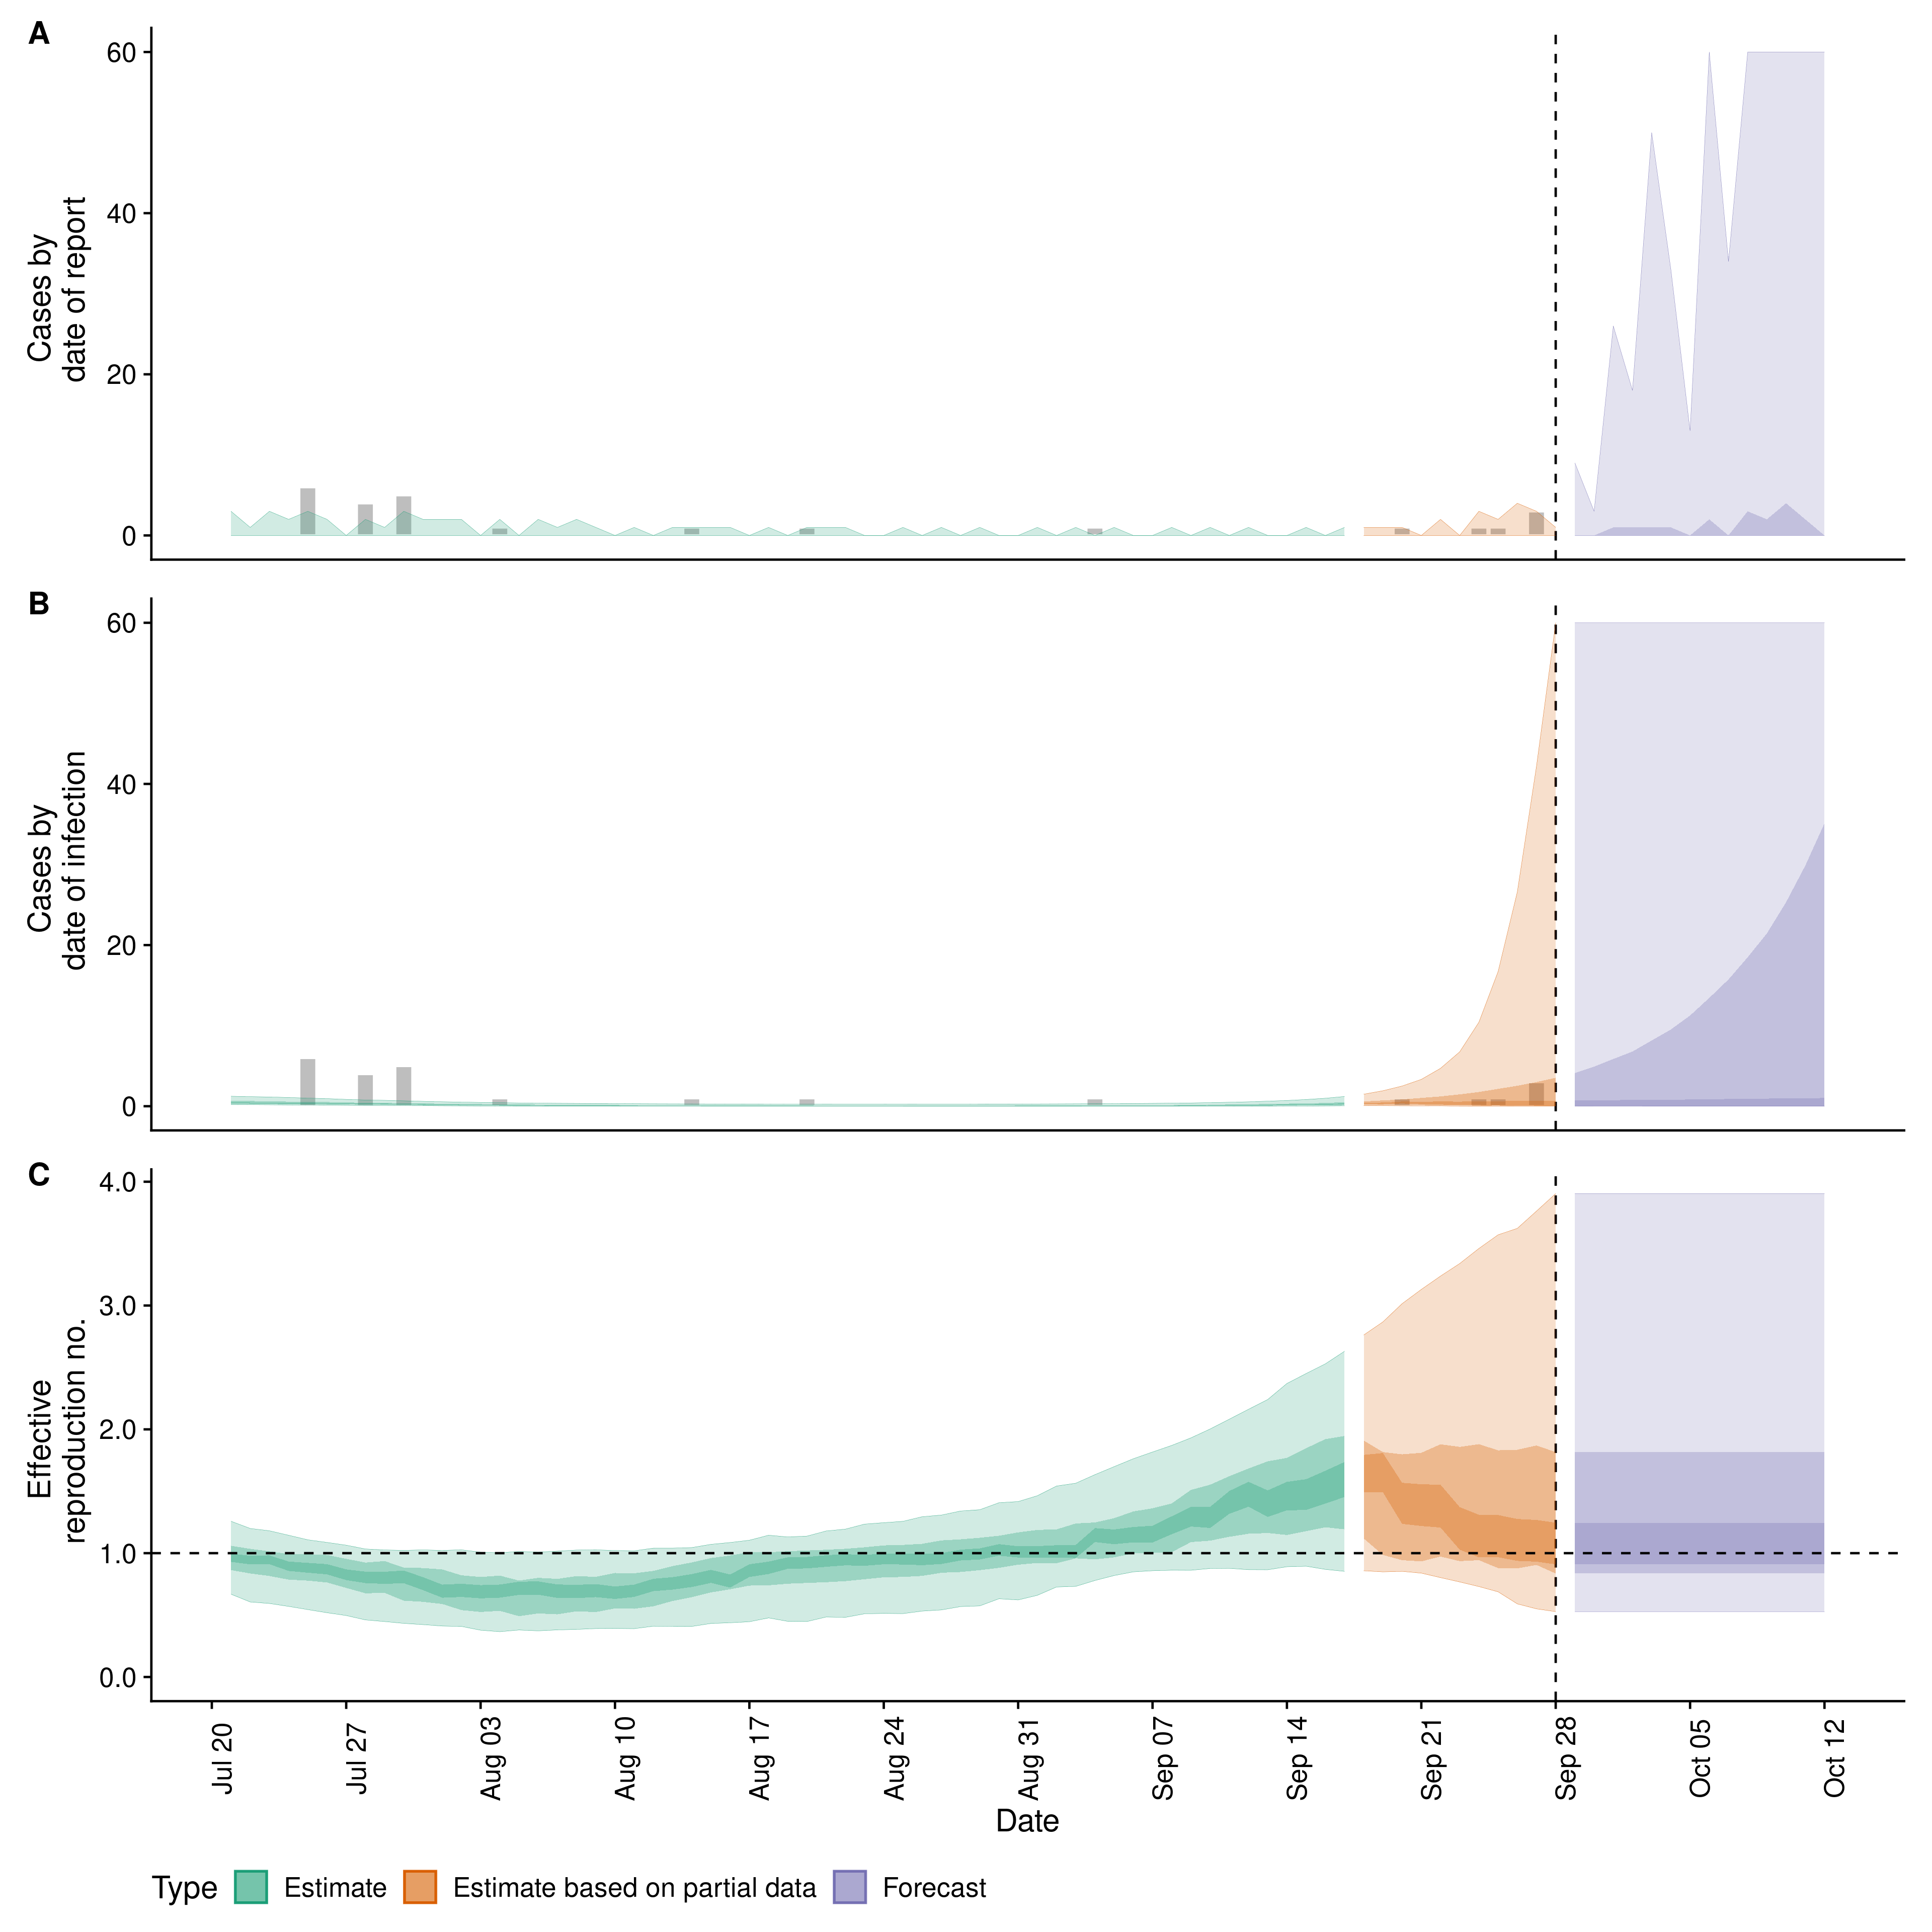 A
60
40
20
0
Cases by
date of report
B
60
40
20
0
Cases by
date of infection
C
4.0
3.0
2.0
1.0
0.0
Effective
reproduction no.
Jul 20
Jul 27
Aug 03
Aug 10
Aug 17
Aug 24
Aug 31
Sep 07
Sep 14
Sep 21
Sep 28
Oct 05
Oct 12
Date
Type Estimate Estimate based on partial data Forecast